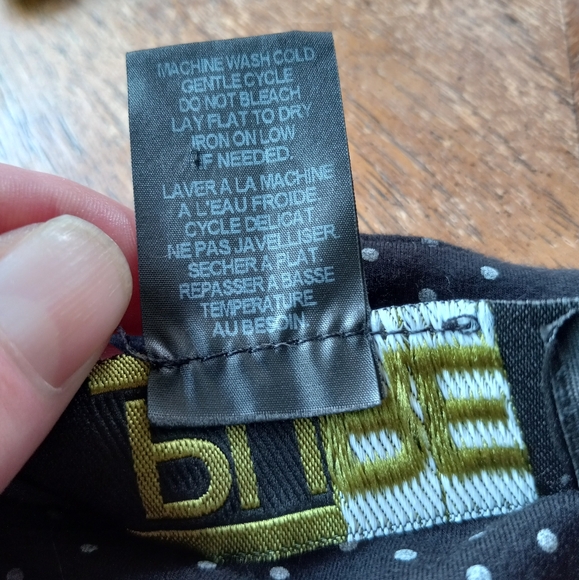 MACHINE WASH COLD
GENTLE CYCLE
DO NOT BLEACH
LAY FLAT TO DRY
IRON ON LOW
IF NEEDED.
LAVER A LA MACHINE
A L'EAU FROIDE
CYCLE DELICAT
NE PAS JAVELLISER
SECHER A PLAT
REPASSER A BASSE
TEMPERATURE
AU BESOIN